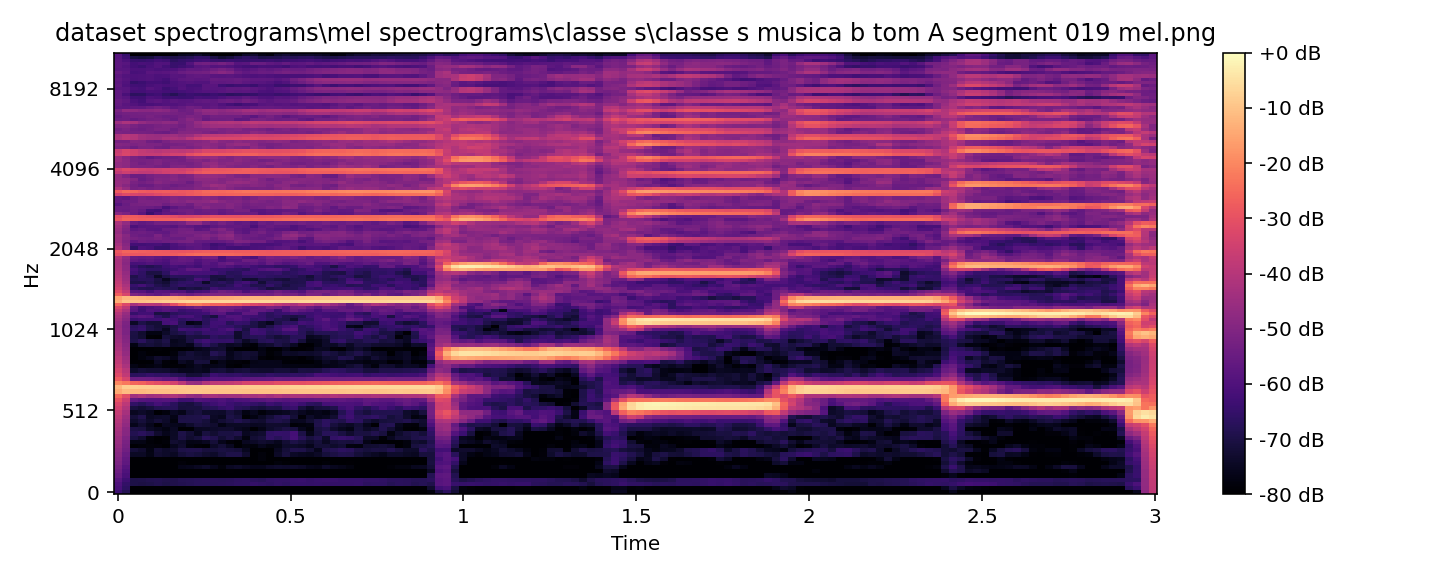 dataset spectrograms\mel spectrograms\classe s\classe s musica b tom A segment 019 mel.png
Hz
8192
4096
2048
1024
512
0
0
0.5
1
1.5
2
2.5
3
Time
+0 dB
-10 dB
-20 dB
-30 dB
-40 dB
-50 dB
-60 dB
-70 dB
-80 dB